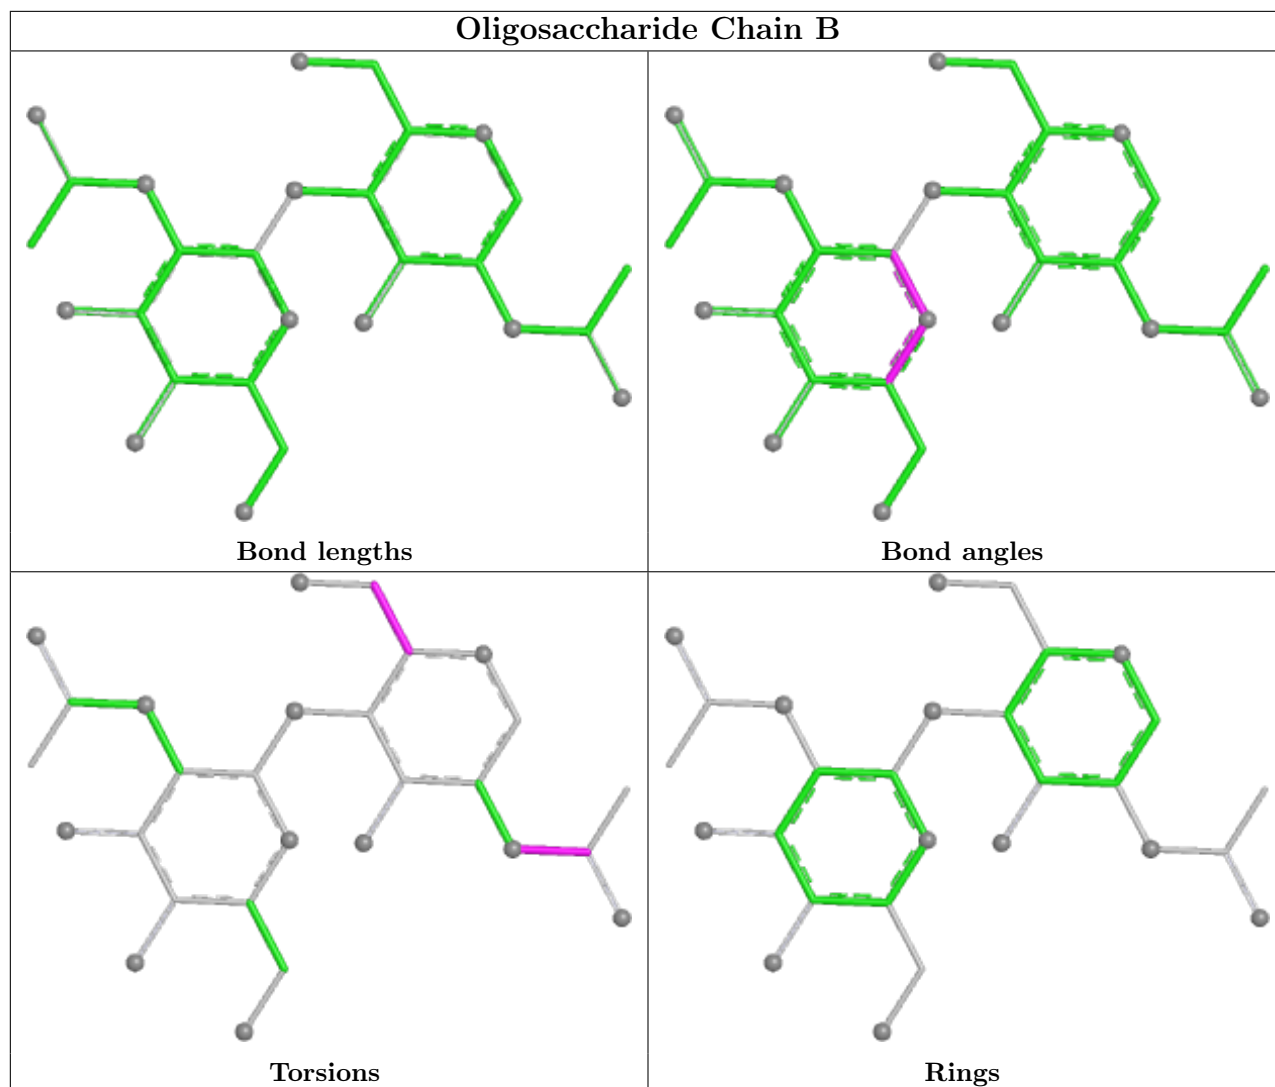 Oligosaccharide Chain B
Bond lengths
Bond angles
Torsions
Rings